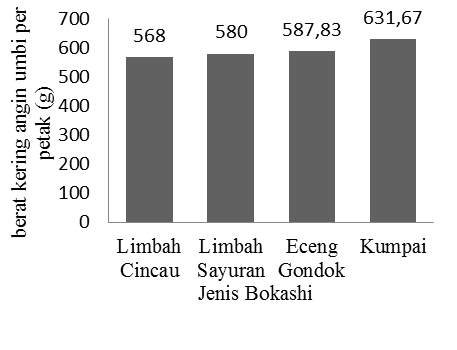 berat kering angin umbi per
petak (g)
700
600
500
400
300
200
100
0
568
580
587,83
631,67
Limbah
Cincau
Limbah
Sayuran
Eceng
Gondok
Kumpai
Jenis Bokashi